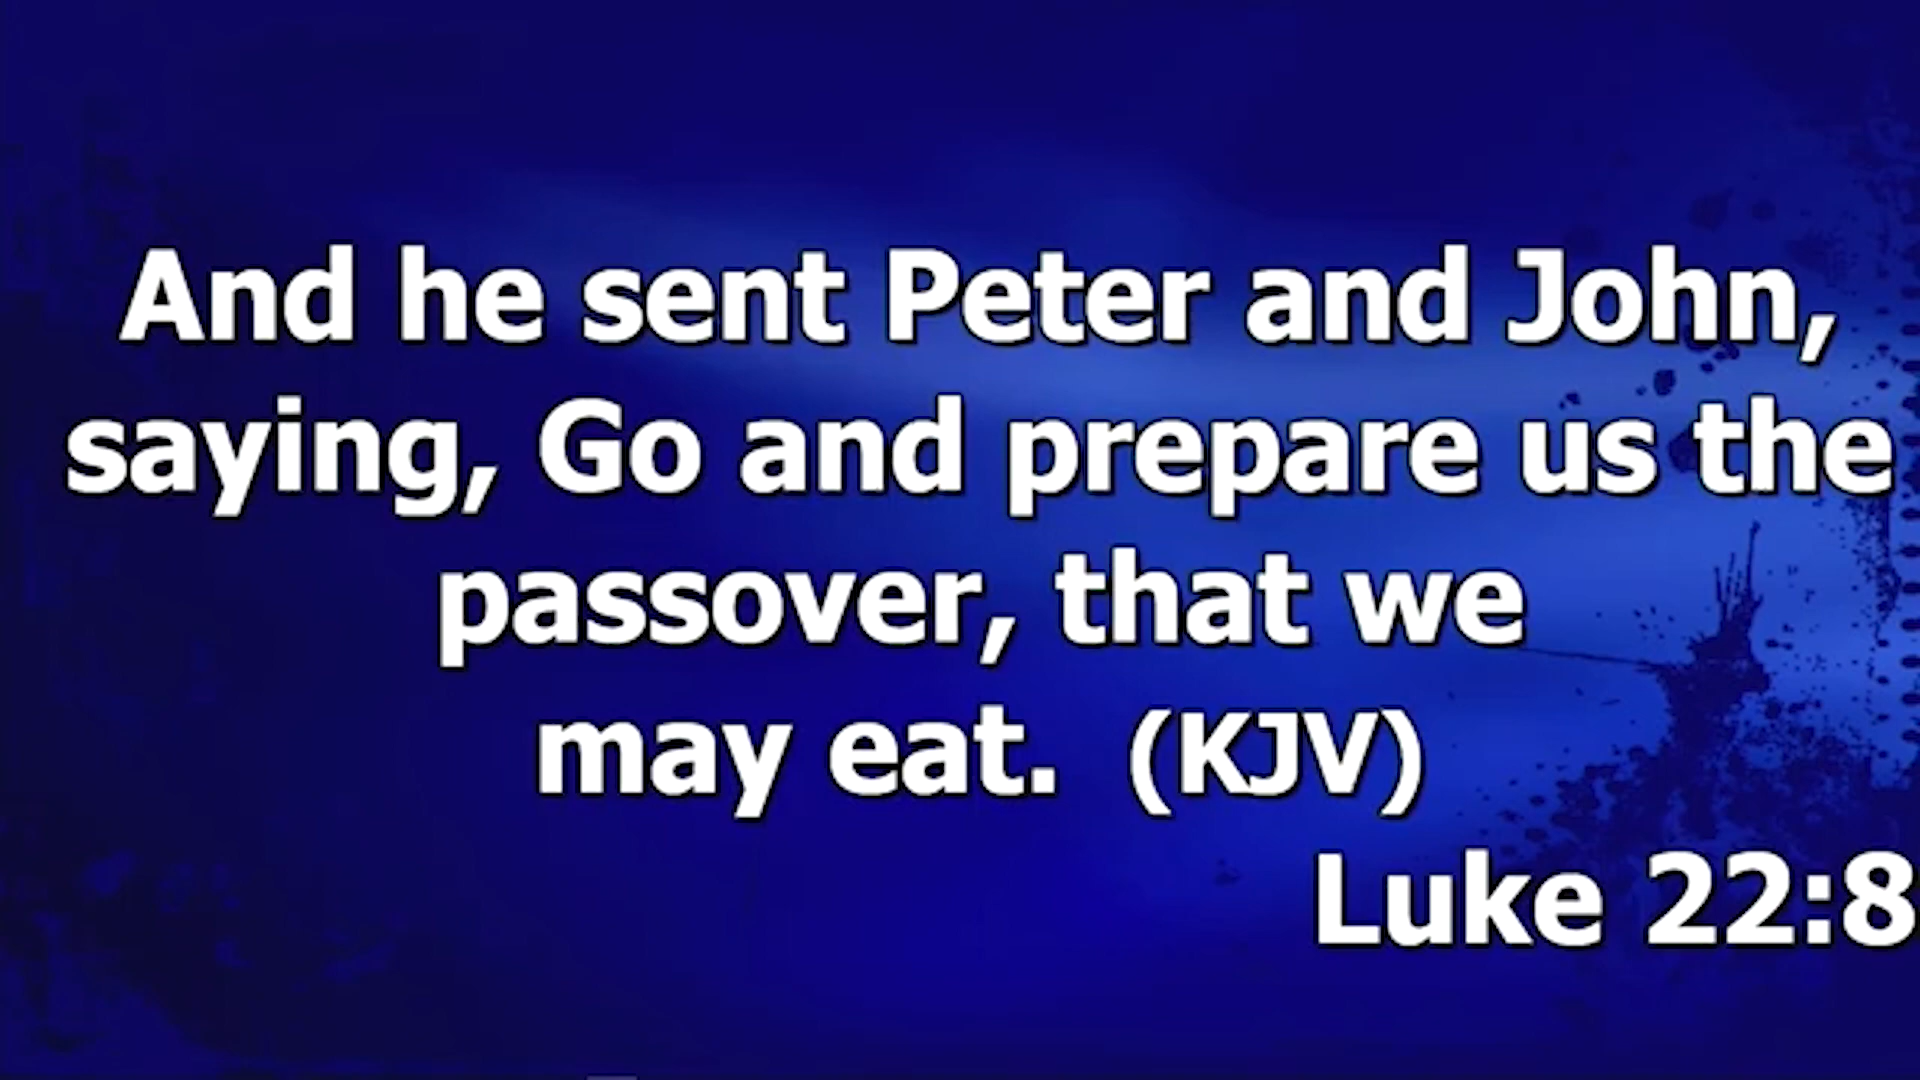 And he sent Peter and John,
saying, Go and prepare us the
passover, that we
may eat. (KJV)
Luke 22:8